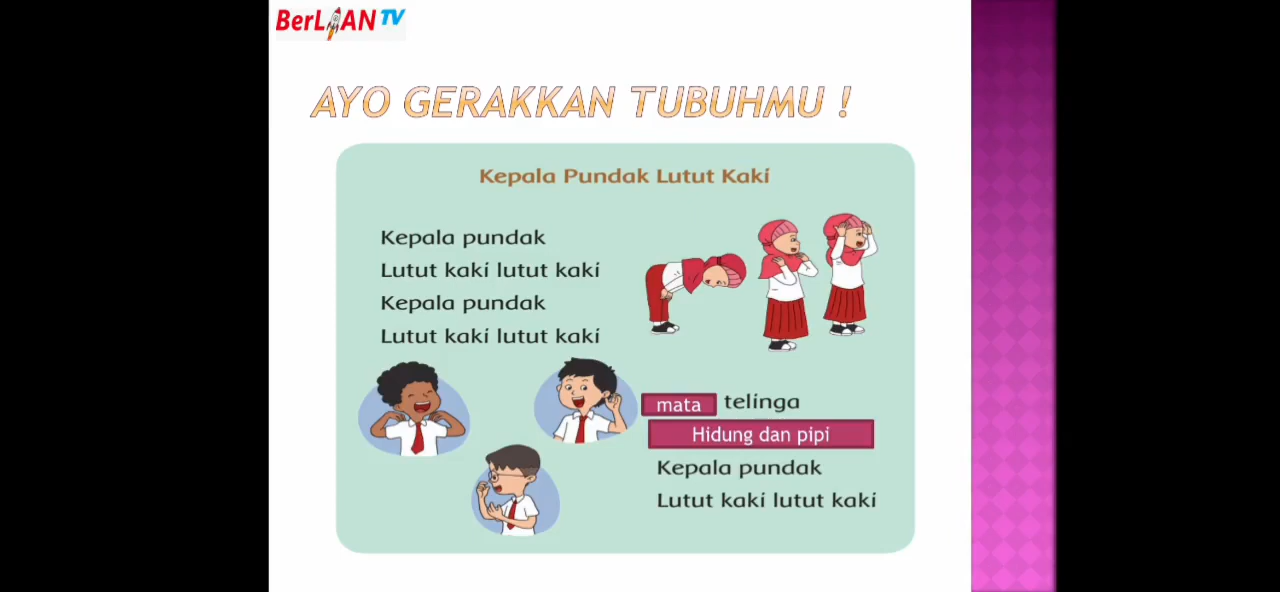 BerLIAN TV
AYO GERAKKAN TUBUHMU !
Kepala Pundak Lutut Kaki
Kepala pundak
Lutut kaki lutut kaki
Kepala pundak
Lutut kaki lutut kaki
mata telinga
Hidung dan pipi
Kepala pundak
Lutut kaki lutut kaki